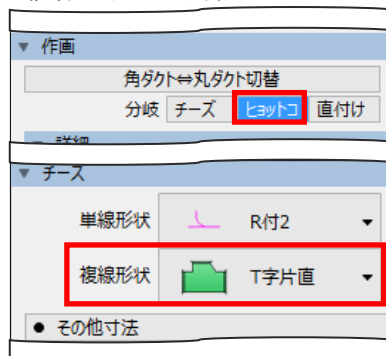 ▼ 作画
角ダクト⇔丸ダクト切替
分岐 チーズ ヒョットコ 直付け
▼ チーズ
単線形状 R付2
複線形状 T字片直
● その他寸法